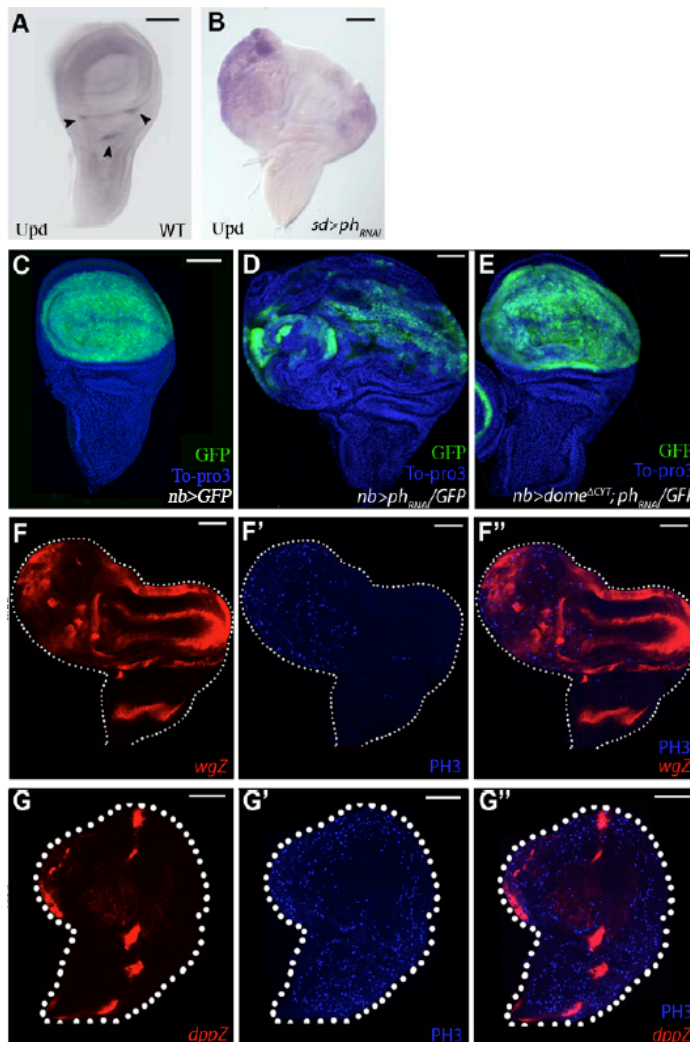 A
Upd
WT
B
Upd
sd>ph RNAi
C
GFP
To-pro3
nb>GFP
D
GFP
To-pro3
nb>ph RNAi/GFP
E
GFP
To-pro3
nb>dome ΔCYT; ph RNAi/GFP
F
wgZ
F'
PH3
F''
PH3
wgZ
G
dppZ
G'
PH3
G''
PH3
dppZ